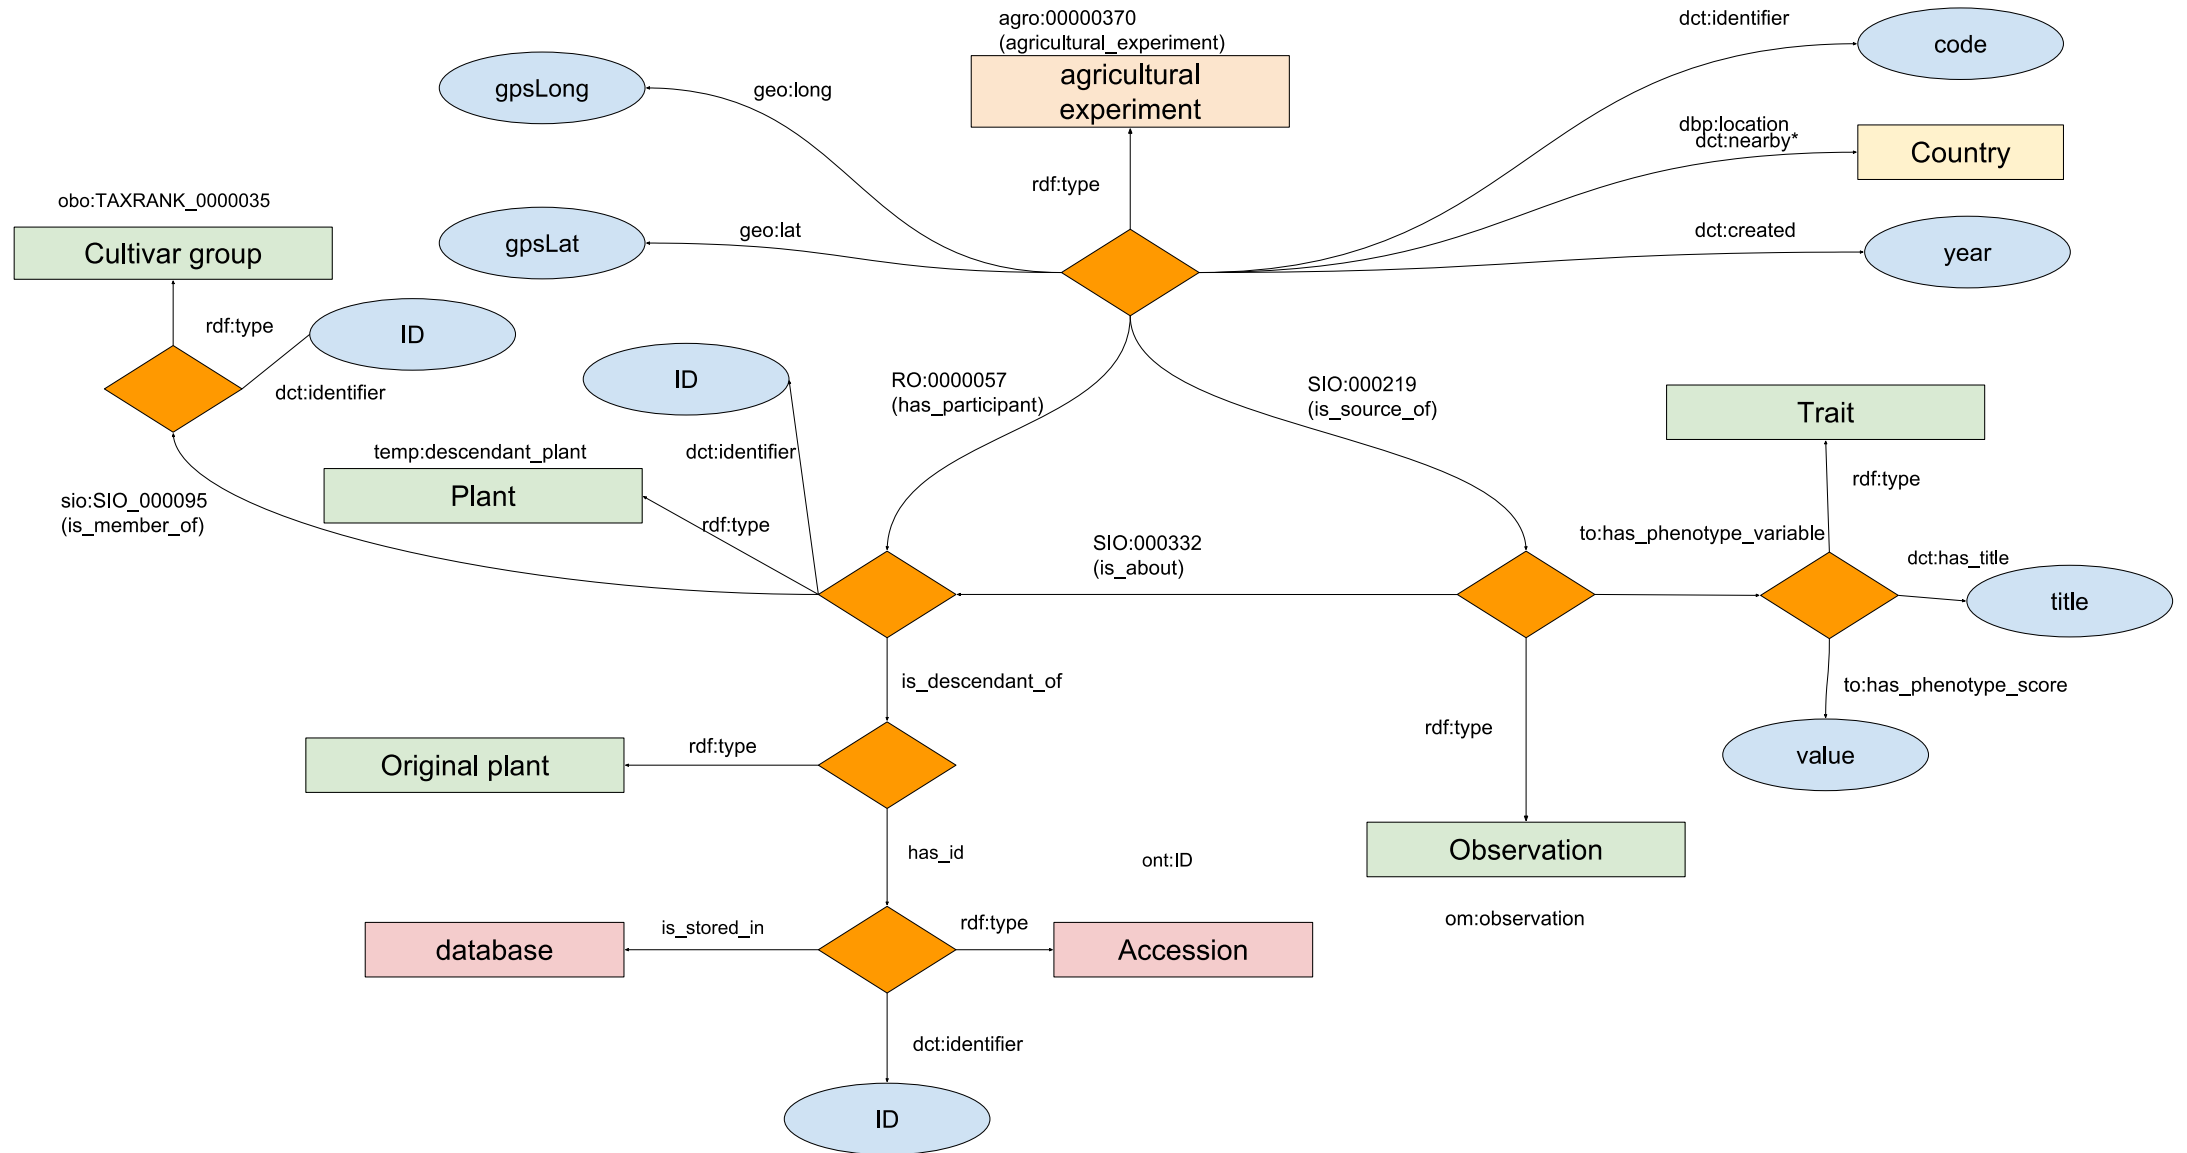 agro:00000370
(agricultural_experiment)
agricultural
experiment
dct:identifier
code
gpsLong
geo:long
dbp:location
dct:nearby*
Country
rdf:type
obo:TAXRANK_0000035
Cultivar group
gpsLat
geo:lat
dct:created
year
rdf:type
ID
dct:identifier
ID
RO:0000057
(has_participant)
SIO:000219
(is_source_of)
Trait
temp:descendant_plant
dct:identifier
Plant
rdf:type
rdf:type
sio:SIO_000095
(is_member_of)
SIO:000332
(is_about)
to:has_phenotype_variable
dct:has_title
title
is_descendant_of
to:has_phenotype_score
rdf:type
rdf:type
value
Original plant
has_id
ont:ID
Observation
om:observation
is_stored_in
rdf:type
database
Accession
dct:identifier
ID